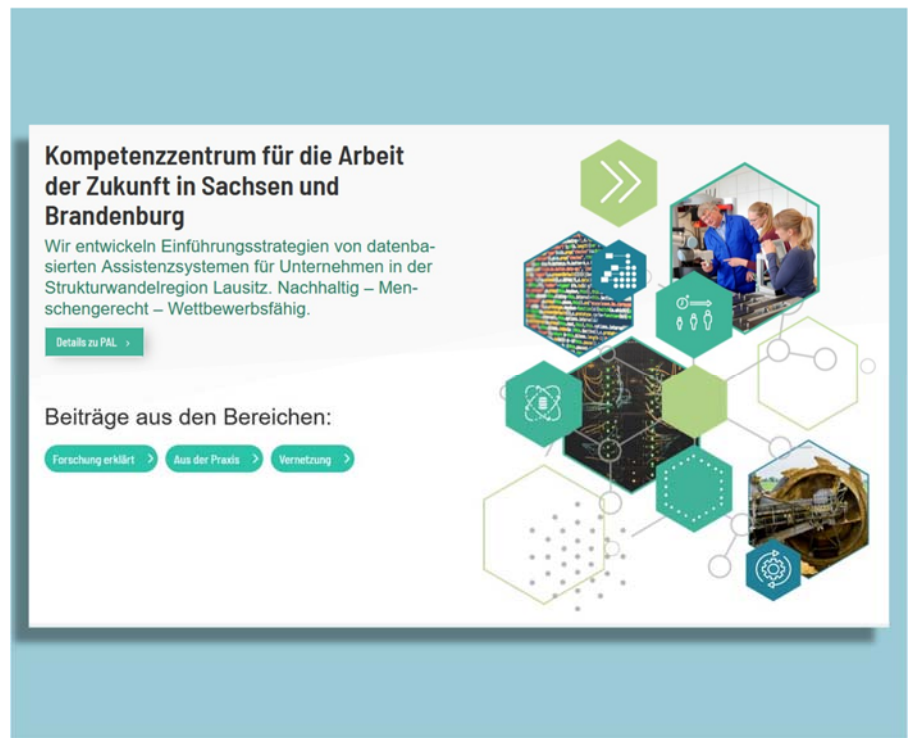 Kompetenzzentrum für die Arbeit
der Zukunft in Sachsen und
Brandenburg
Wir entwickeln Einführungsstrategien von datenba-
sierten Assistenzsystemen für Unternehmen in der
Strukturwandelregion Lausitz. Nachhaltig – Men-
schengerecht – Wettbewerbsfähig.
Details zu PAL >
Beiträge aus den Bereichen:
Forschung erklärt > Aus der Praxis > Vernetzung >